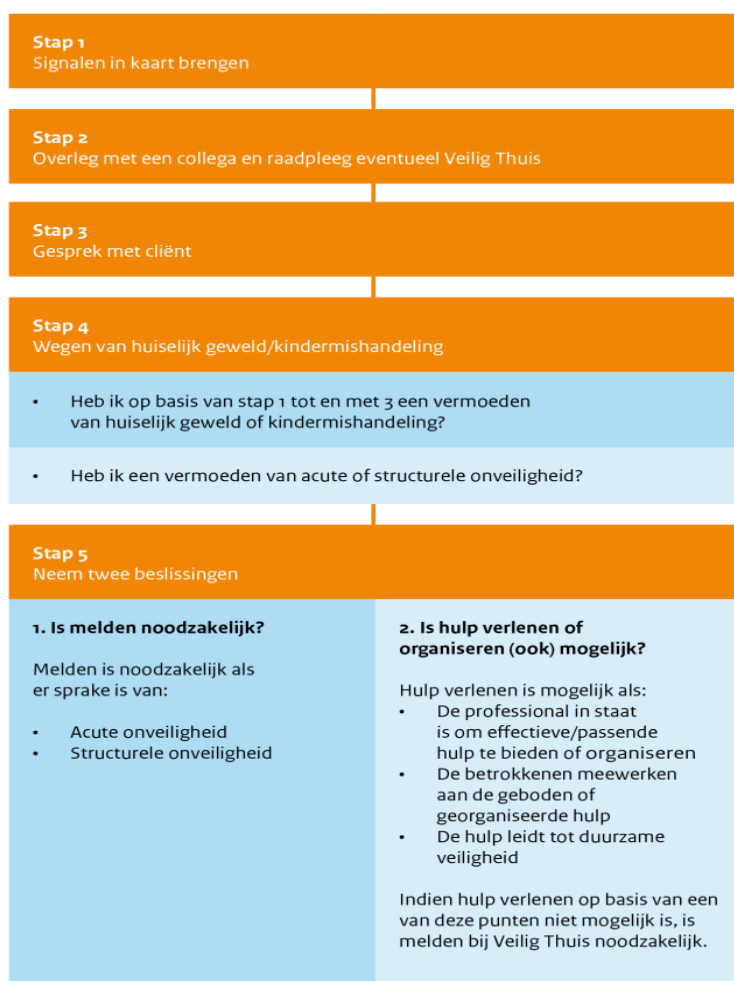 Stap 1
Signalen in kaart brengen
Stap 2
Overleg met een collega en raadpleeg eventueel Veilig Thuis
Stap 3
Gesprek met cliënt
Stap 4
Wegen van huiselijk geweld/kindermishandeling
• Heb ik op basis van stap 1 tot en met 3 een vermoeden
van huiselijk geweld of kindermishandeling?
• Heb ik een vermoeden van acute of structurele onveiligheid?
Stap 5
Neem twee beslissingen
1. Is melden noodzakelijk?
Melden is noodzakelijk als
er sprake is van:
• Acute onveiligheid
• Structurele onveiligheid
2. Is hulp verlenen of
organiseren (ook) mogelijk?
Hulp verlenen is mogelijk als:
• De professional in staat
is om effectieve/passende
hulp te bieden of organiseren
• De betrokkenen meewerken
aan de geboden of
georganiseerde hulp
• De hulp leidt tot duurzame
veiligheid
Indien hulp verlenen op basis van een
van deze punten niet mogelijk is, is
melden bij Veilig Thuis noodzakelijk.